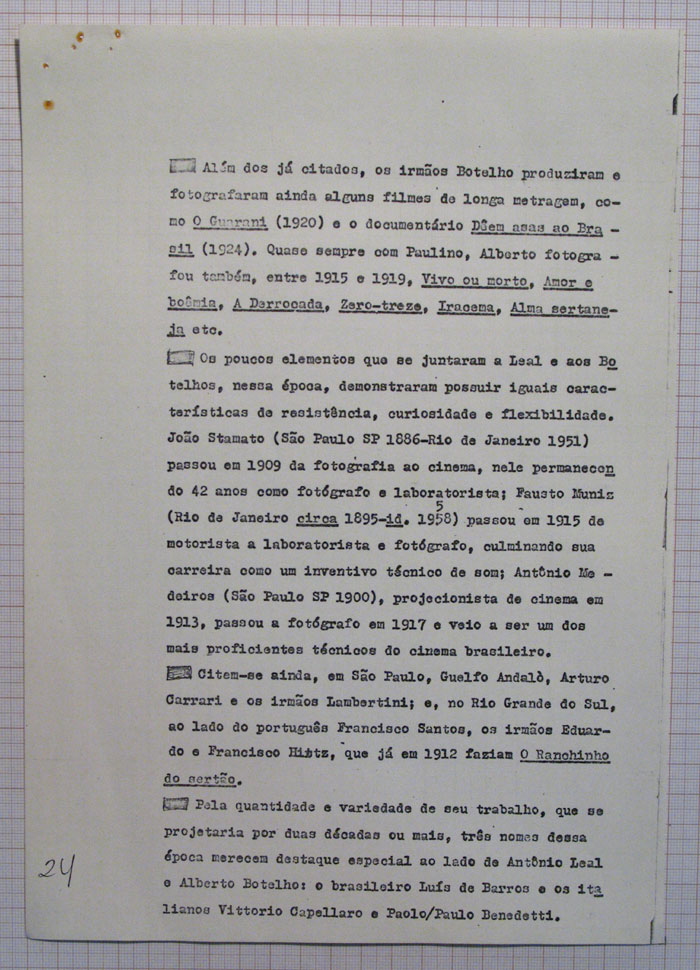 Além dos já citados, os irmãos Botelho produziram e
fotografaram ainda alguns filmes de longa metragem, co-
mo O Guarani (1920) e o documentário Dêem asas ao Bra -
sil (1924). Quase sempre com Paulino, Alberto fotogra -
fou também, entre 1915 e 1919, Vivo ou morto, Amor e
boêmia, A Derrocada, Zero-treze, Iracema, Alma sertane-
ja etc.
Os poucos elementos que se juntaram a Leal e aos Bo
telhos, nessa época, demonstraram possuir iguais carac-
terísticas de resistência, curiosidade e flexibilidade.
João Stamato (São Paulo SP 1886-Rio de Janeiro 1951)
passou em 1909 da fotografia ao cinema, nele permanecen
do 42 anos como fotógrafo e laboratorista; Fausto Muniz
(Rio de Janeiro circa 1895-id. 1958) passou em 1915 de
motorista a laboratorista e fotógrafo, culminando sua
carreira como um inventivo técnico de som; Antônio Me -
deiros (São Paulo SP 1900), projecionista de cinema em
1913, passou a fotógrafo em 1917 e veio a ser um dos
mais proficientes técnicos do cinema brasileiro.
Citem-se ainda, em São Paulo, Guelfo Andalò, Arturo
Carrari e os irmãos Lambertini; e, no Rio Grande do Sul,
ao lado do português Francisco Santos, os irmãos Eduar-
do e Francisco Hirtz, que já em 1912 faziam O Ranchinho
do sertão.
Pela quantidade e variedade de seu trabalho, que se
projetaria por duas décadas ou mais, três nomes dessa
época merecem destaque especial ao lado de Antônio Leal
e Alberto Botelho: o brasileiro Luís de Barros e os ita
lianos Vittorio Capellaro e Paolo/Paulo Benedetti.
24